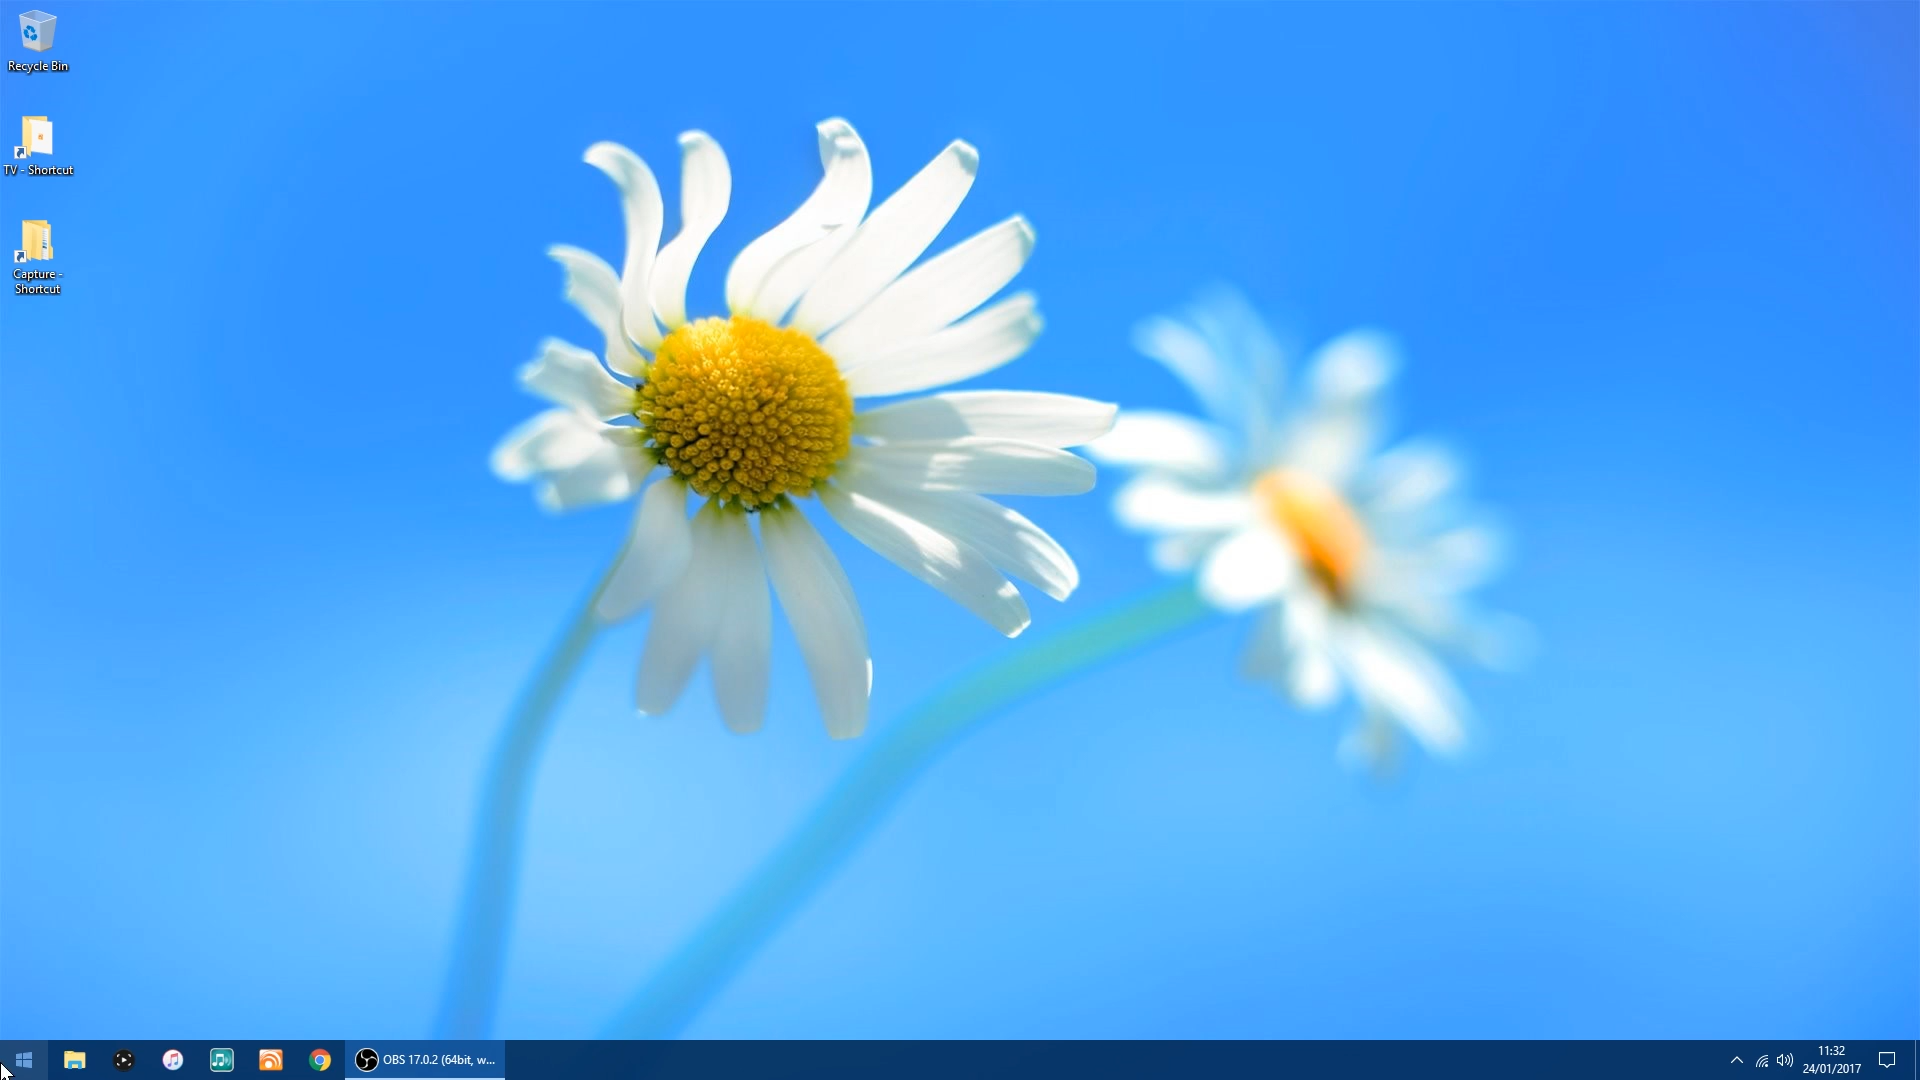 Recycle Bin
TV - Shortcut
Capture -
Shortcut
OBS 17.0.2 (64bit, w...
11:32
24/01/2017